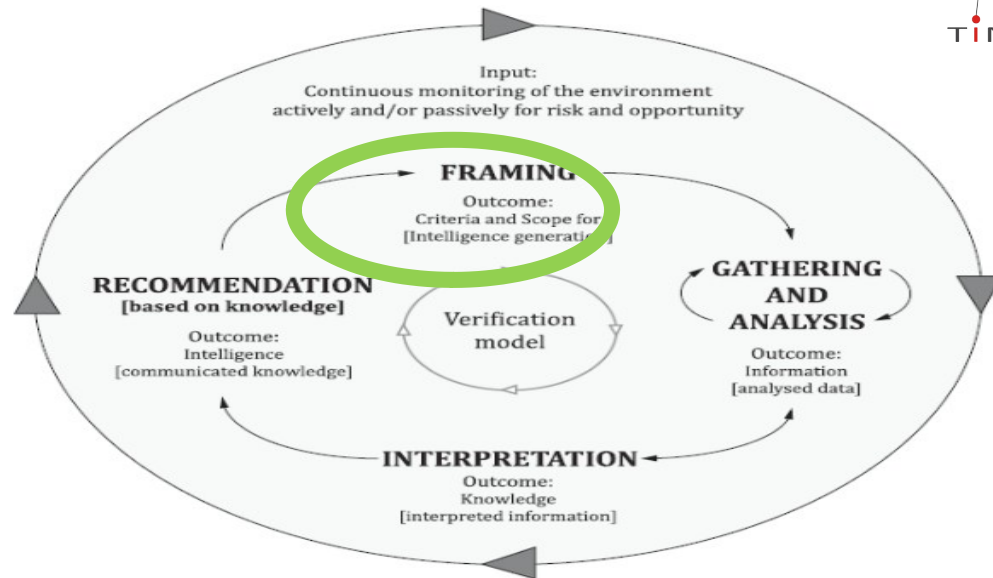 Input:
Continuous monitoring of the environment
actively and/or passively for risk and opportunity
FRAMING
Outcome:
Criteria and Scope for
[Intelligence generation]
RECOMMENDATION
[based on knowledge]
Outcome:
Intelligence
[communicated knowledge]
Verification
model
GATHERING
AND
ANALYSIS
Outcome:
Information
[analysed data]
INTERPRETATION
Outcome:
Knowledge
[interpreted information]